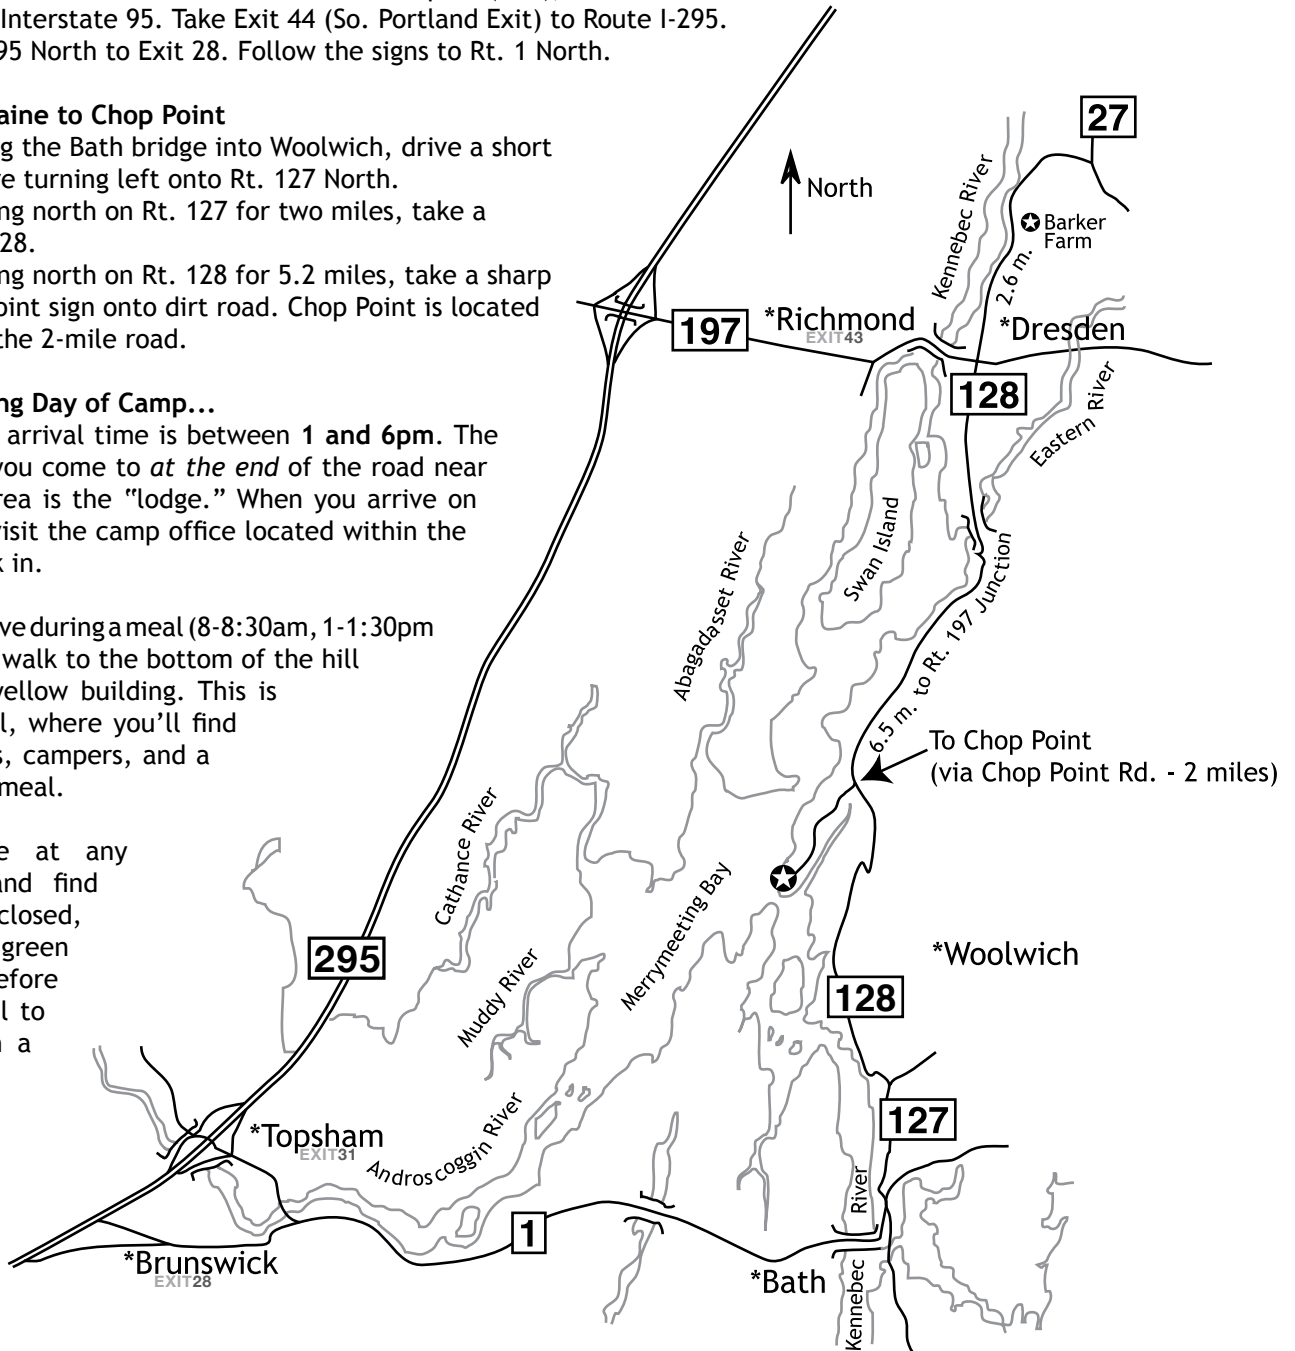 Interstate 95. Take Exit 44 (So. Portland Exit) to Route I-295.
95 North to Exit 28. Follow the signs to Rt. 1 North.
aine to Chop Point
g the Bath bridge into Woolwich, drive a short
e turning left onto Rt. 127 North.
ng north on Rt. 127 for two miles, take a
28.
ng north on Rt. 128 for 5.2 miles, take a sharp
oint sign onto dirt road. Chop Point is located
the 2-mile road.
ng Day of Camp...
arrival time is between 1 and 6pm. The
you come to at the end of the road near
rea is the “lodge.” When you arrive on
visit the camp office located within the
k in.
ve during a meal (8-8:30am, 1-1:30pm
walk to the bottom of the hill
yellow building. This is
l, where you’ll find
s, campers, and a
meal.
e at any
and find
closed,
green
efore
l to
a
27
North
Kennebec River
Barker
Farm
2.6 m.
197
*Richmond
EXIT43
*Dresden
128
Eastern River
Swan Island
Abagadasset River
6.5 m. to Rt. 197 Junction
To Chop Point
(via Chop Point Rd. - 2 miles)
Cathance River
Merrymeeting Bay
295
*Woolwich
Muddy River
128
127
*Topsham
EXIT31
Androscoggin River
1
*Brunswick
EXIT28
*Bath
Kennebec River